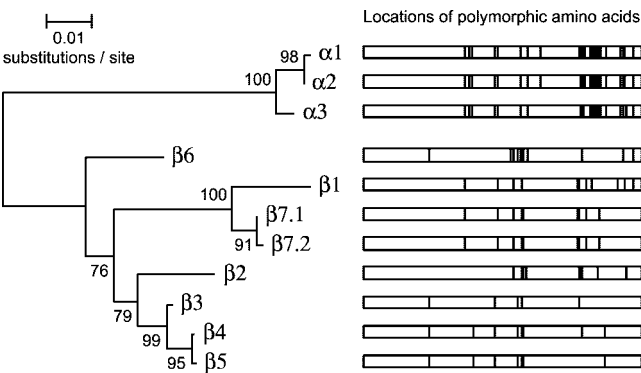 Locations of polymorphic amino acids
0.01
substitutions / site
98
α1
α2
100
α3
β6
β1
100
β7.1
β7.2
91
76
β2
79
β3
99
β4
95
β5